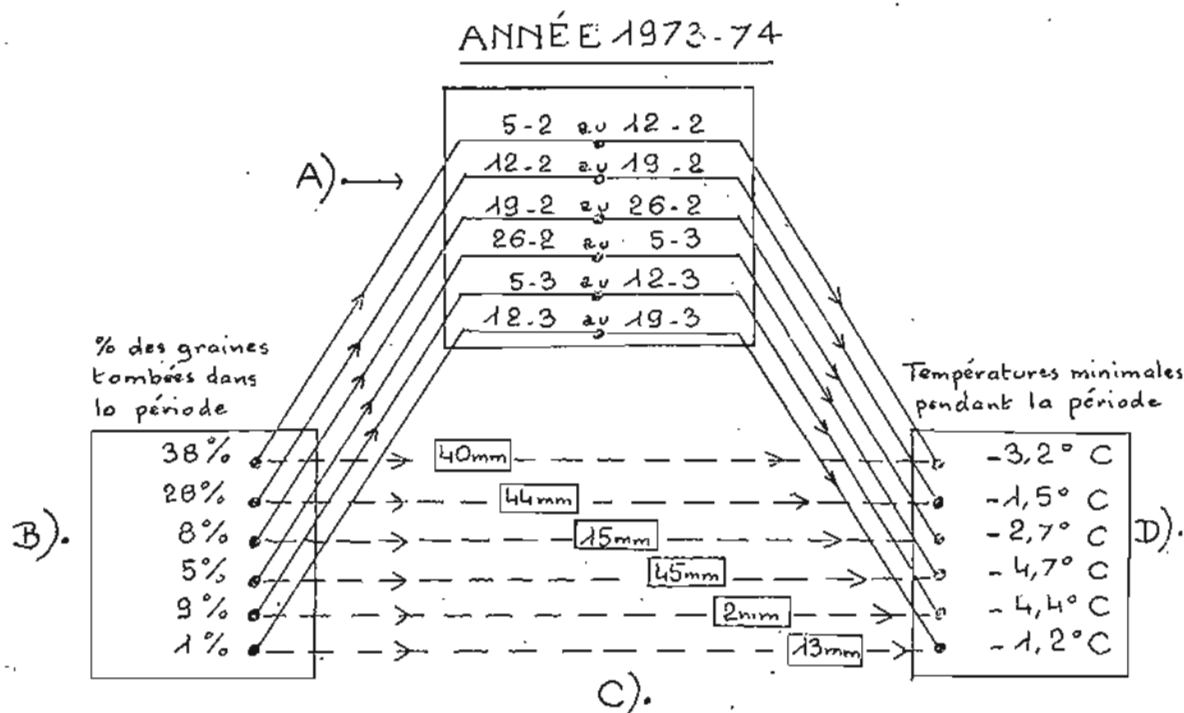 ANNÉE 1973-74
5-2 au 12-2
A).
12-2 au 19-2
19-2 au 26-2
26-2 au 5-3
5-3 au 12-3
12-3 au 19-3
% des graines
tombées dans
la période
Températures minimales
pendant la période
38% 40mm -3,2° C
28% 44mm -1,5° C
B). 8% 15mm -2,7° C D).
5% 45mm -4,7° C
9% 2mm -4,4° C
1% 13mm -1,2° C
C).